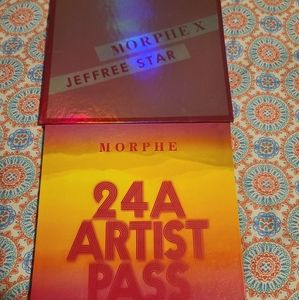 MORPHE X
JEFFREE STAR
MORPHE
24A
ARTIST
PASS